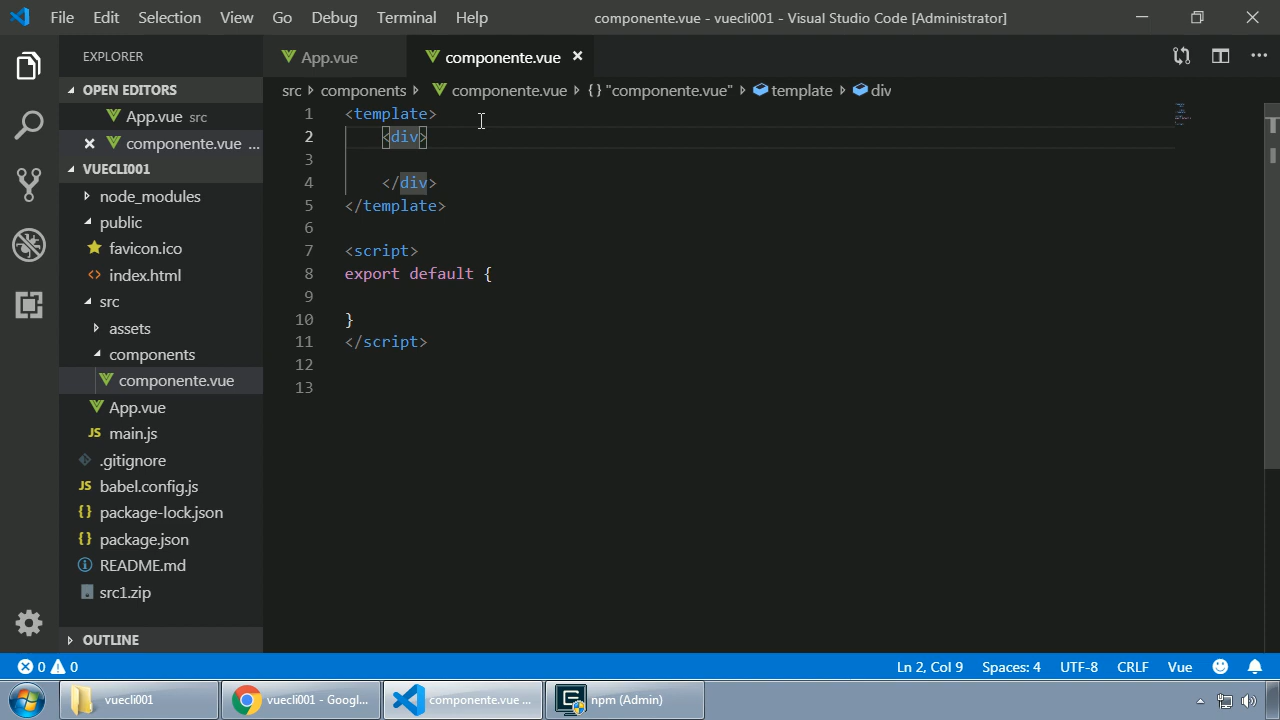 File Edit Selection View Go Debug Terminal Help componente.vue - vuecli001 - Visual Studio Code [Administrator]
EXPLORER
App.vue componente.vue
OPEN EDITORS
App.vue src
componente.vue ...
VUECLI001
node_modules
public
favicon.ico
index.html
src
assets
components
componente.vue
App.vue
JS main.js
.gitignore
JS babel.config.js
{} package-lock.json
{} package.json
README.md
src1.zip
OUTLINE
src components componente.vue {} "componente.vue" template div
1 <template>
2 <div>
3
4 </div>
5 </template>
6
7 <script>
8 export default {
9
10 }
11 </script>
12
13
0 0 Ln 2, Col 9 Spaces: 4 UTF-8 CRLF Vue
vuecli001 vuecli001 - Googl... componente.vue ... npm (Admin)